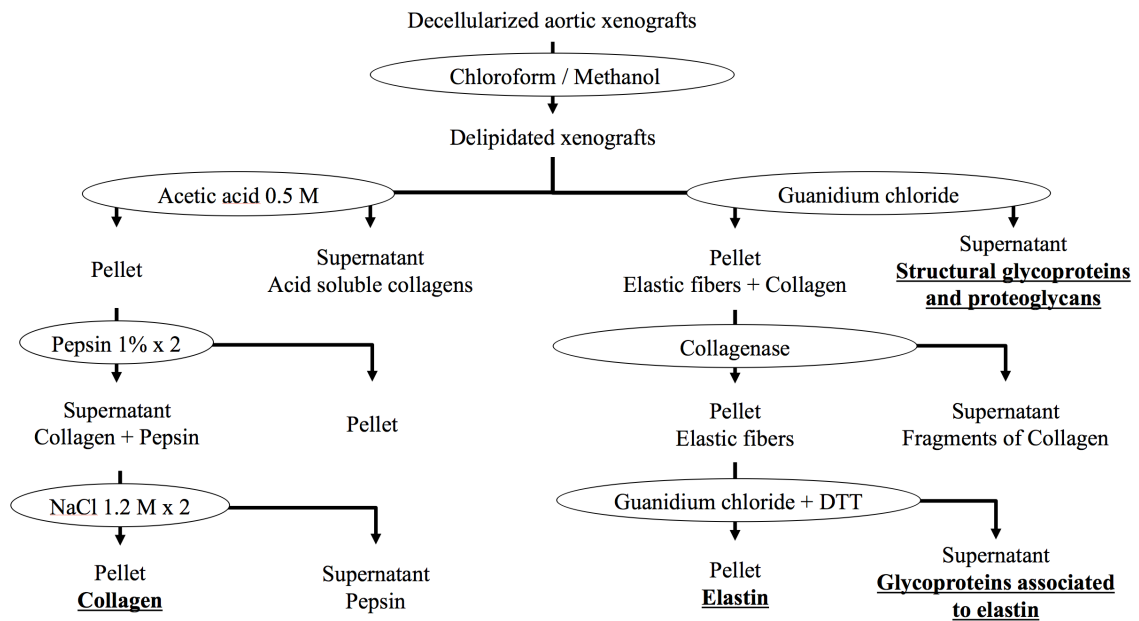 Decellularized aortic xenografts
Chloroform / Methanol
Delipidated xenografts
Acetic acid 0.5 M
Guanidium chloride
Pellet
Supernatant
Acid soluble collagens
Pellet
Elastic fibers + Collagen
Supernatant
Structural glycoproteins
and proteoglycans
Pepsin 1% x 2
Collagenase
Supernatant
Collagen + Pepsin
Pellet
Pellet
Elastic fibers
Supernatant
Fragments of Collagen
NaCl 1.2 M x 2
Guanidium chloride + DTT
Pellet
Collagen
Supernatant
Pepsin
Pellet
Elastin
Supernatant
Glycoproteins associated
to elastin